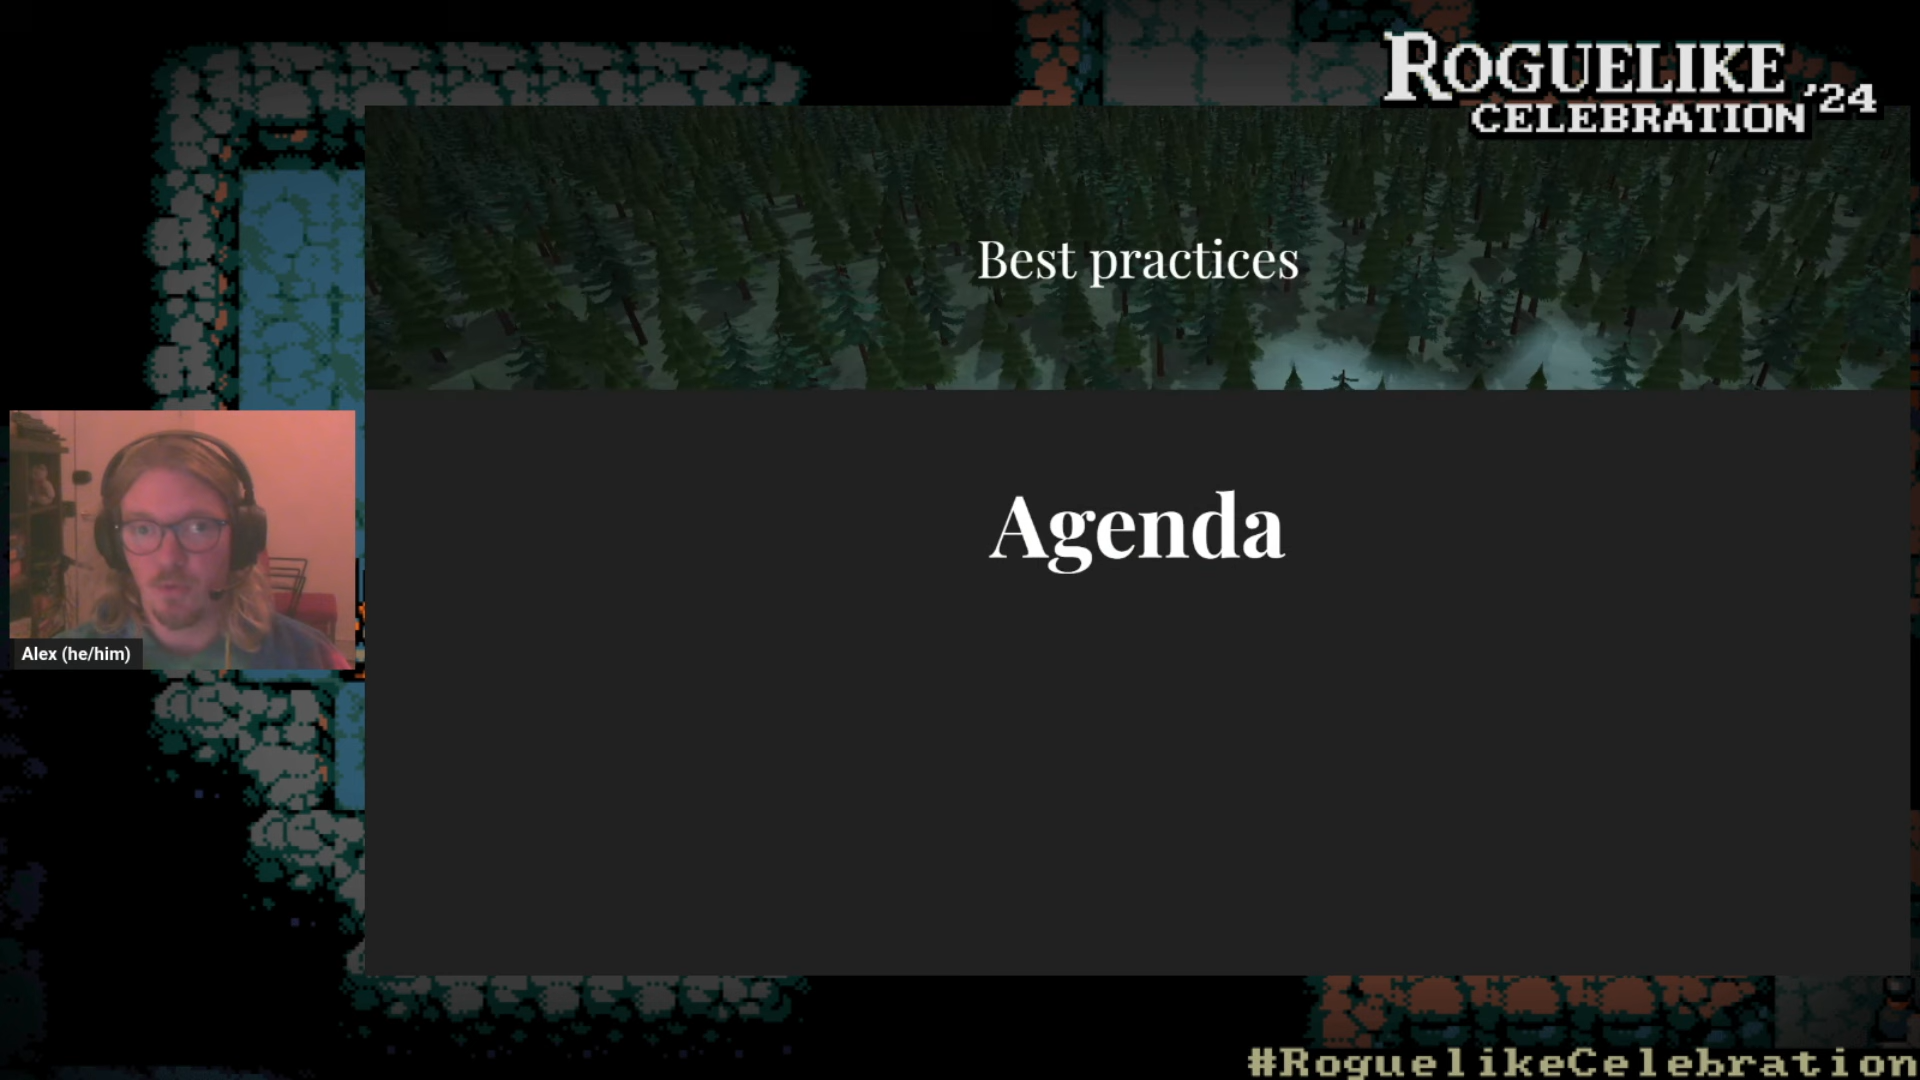 ROGUELIKE
CELEBRATION '24
Best practices
Agenda
Alex (he/him)
#RoguelikeCelebration